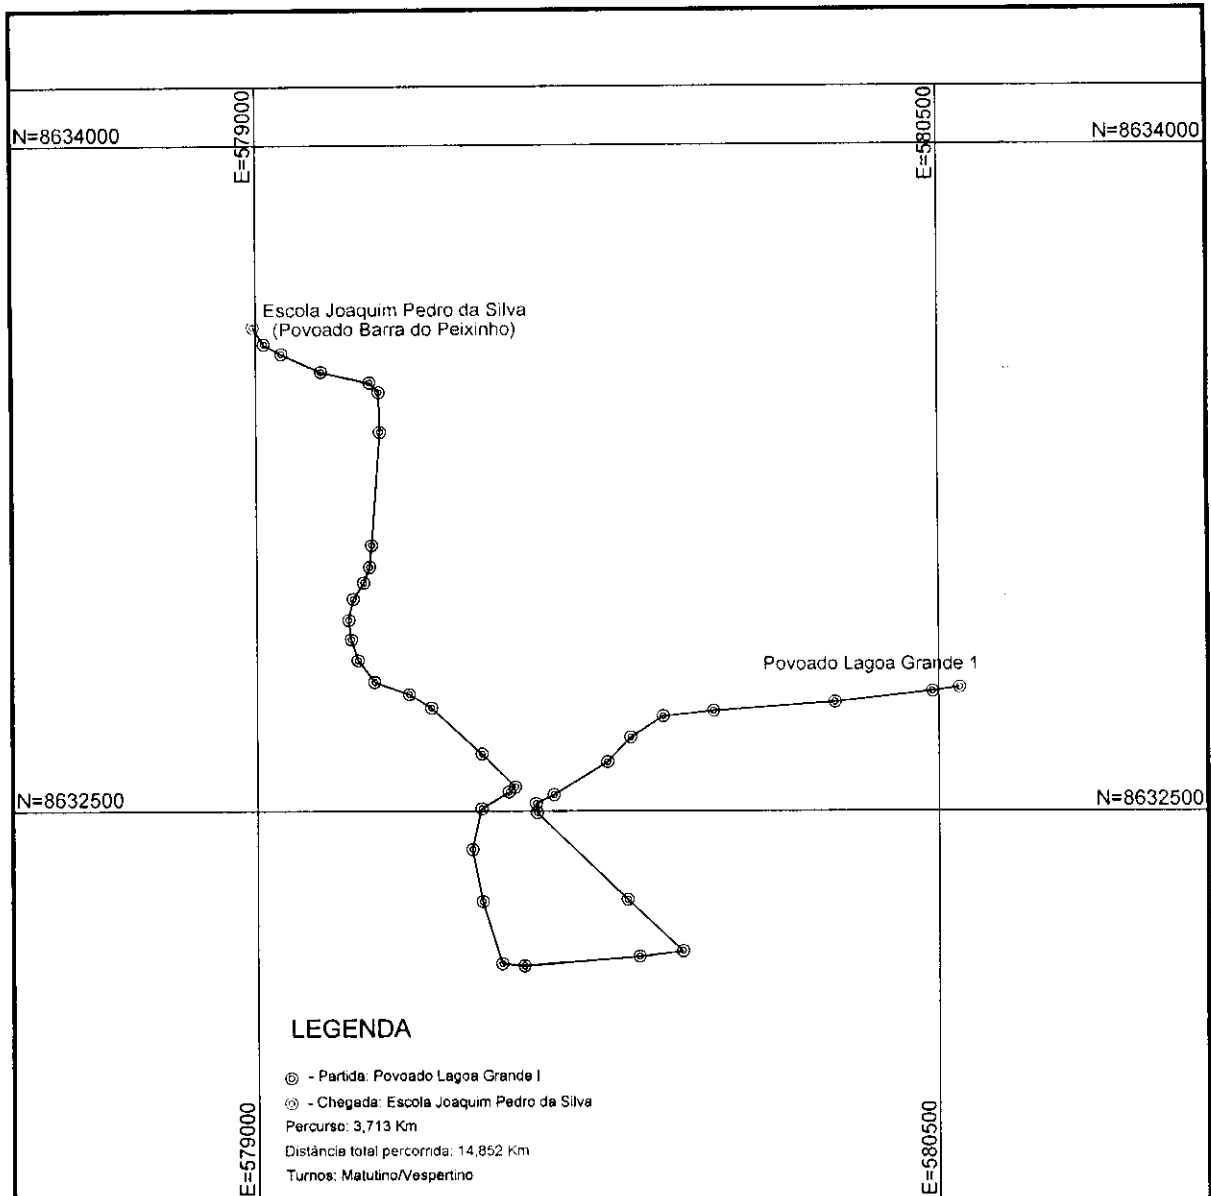 E=579000
E=580500
N=8634000
N=8634000
Escola Joaquim Pedro da Silva
(Povoado Barra do Peixinho)
Povoado Lagoa Grande 1
N=8632500
N=8632500
LEGENDA
- Partida: Povoado Lagoa Grande I
- Chegada: Escola Joaquim Pedro da Silva
Percurso: 3,713 Km
Distância total percorrida: 14,852 Km
Turnos: Matutino/Vespertino
E=579000
E=580500